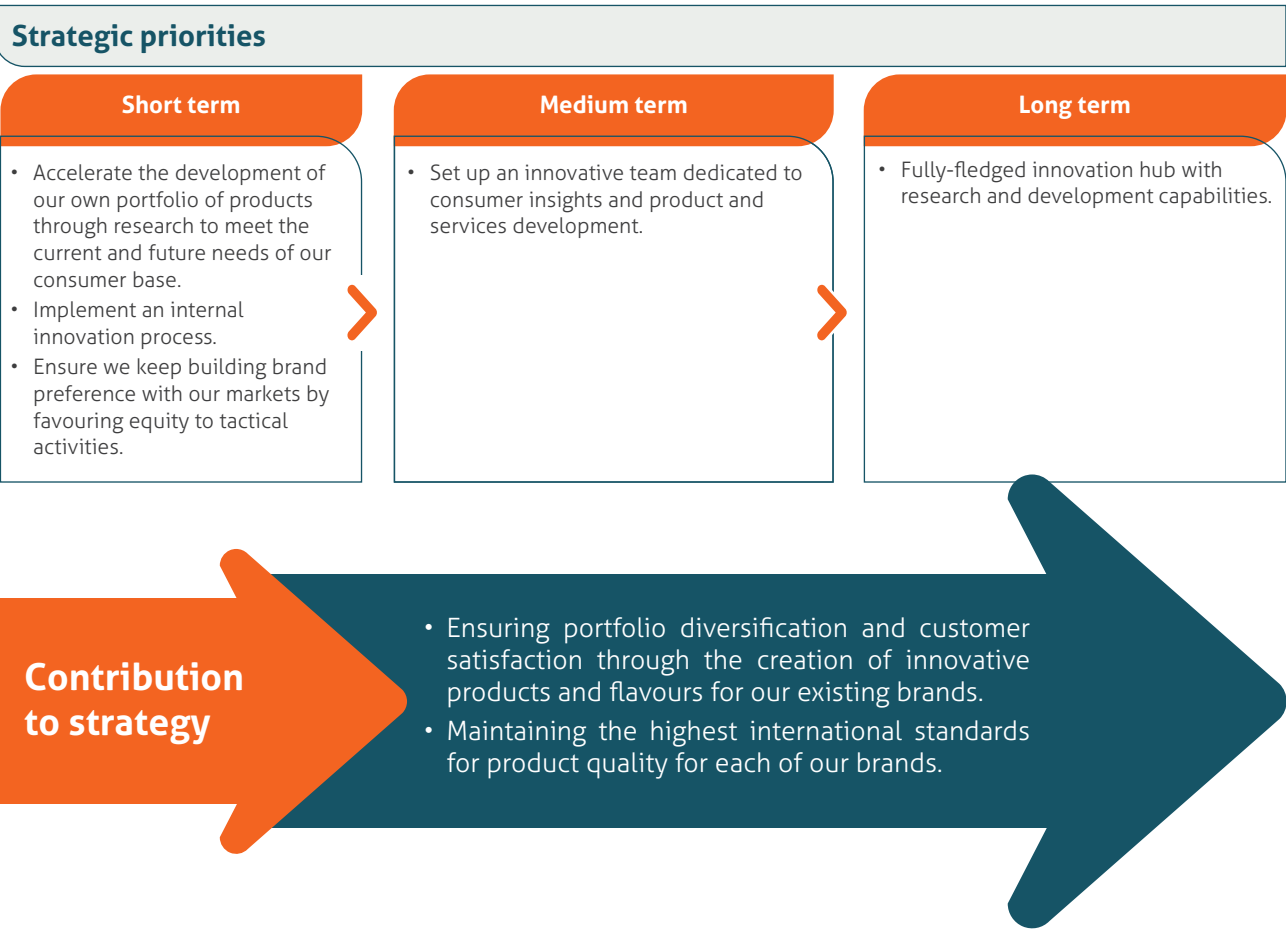 Strategic priorities
Short term
• Accelerate the development of
our own portfolio of products
through research to meet the
current and future needs of our
consumer base.
• Implement an internal
innovation process.
• Ensure we keep building brand
preference with our markets by
favouring equity to tactical
activities.
Medium term
• Set up an innovative team dedicated to
consumer insights and product and
services development.
Long term
• Fully-fledged innovation hub with
research and development capabilities.
Contribution
to strategy
• Ensuring portfolio diversification and customer
satisfaction through the creation of innovative
products and flavours for our existing brands.
• Maintaining the highest international standards
for product quality for each of our brands.